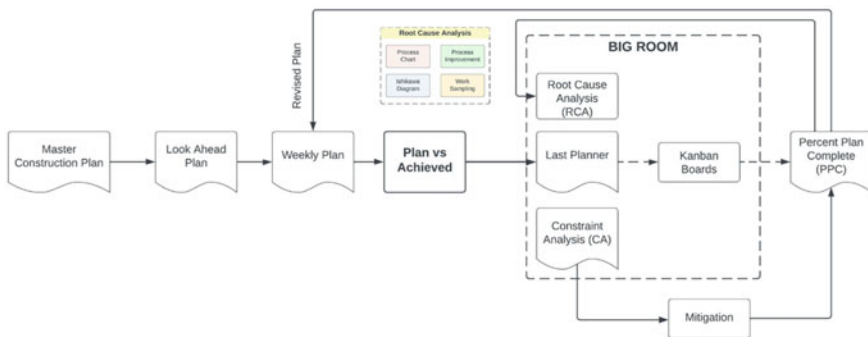 Revised Plan
Root Cause Analysis
Process
Chart
Process
Improvement
Ishikawa
Diagram
Work
Sampling
BIG ROOM
Root Cause
Analysis
(RCA)
Master
Construction Plan
Look Ahead
Plan
Weekly Plan
Plan vs
Achieved
Last Planner
Kanban
Boards
Percent Plan
Complete
(PPC)
Constraint
Analysis (CA)
Mitigation